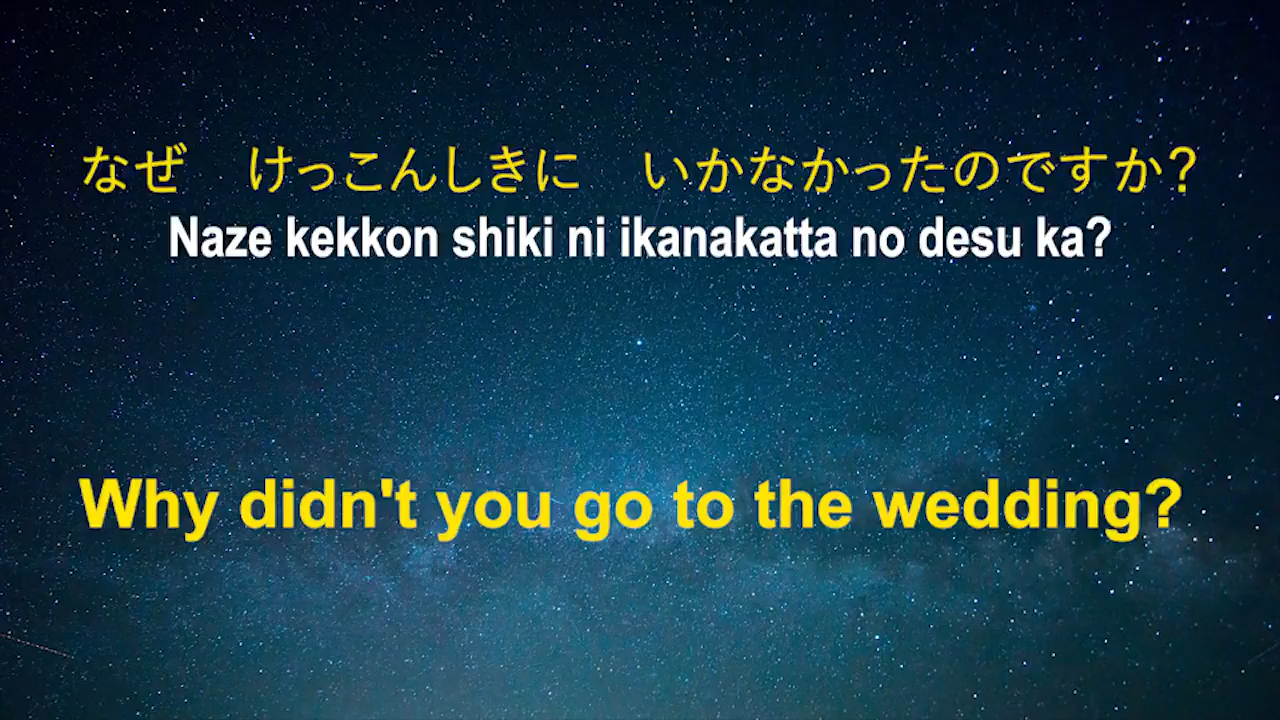 なぜ　けっこんしきに　いかなかったのですか?
Naze kekkon shiki ni ikanakatta no desu ka?
Why didn't you go to the wedding?